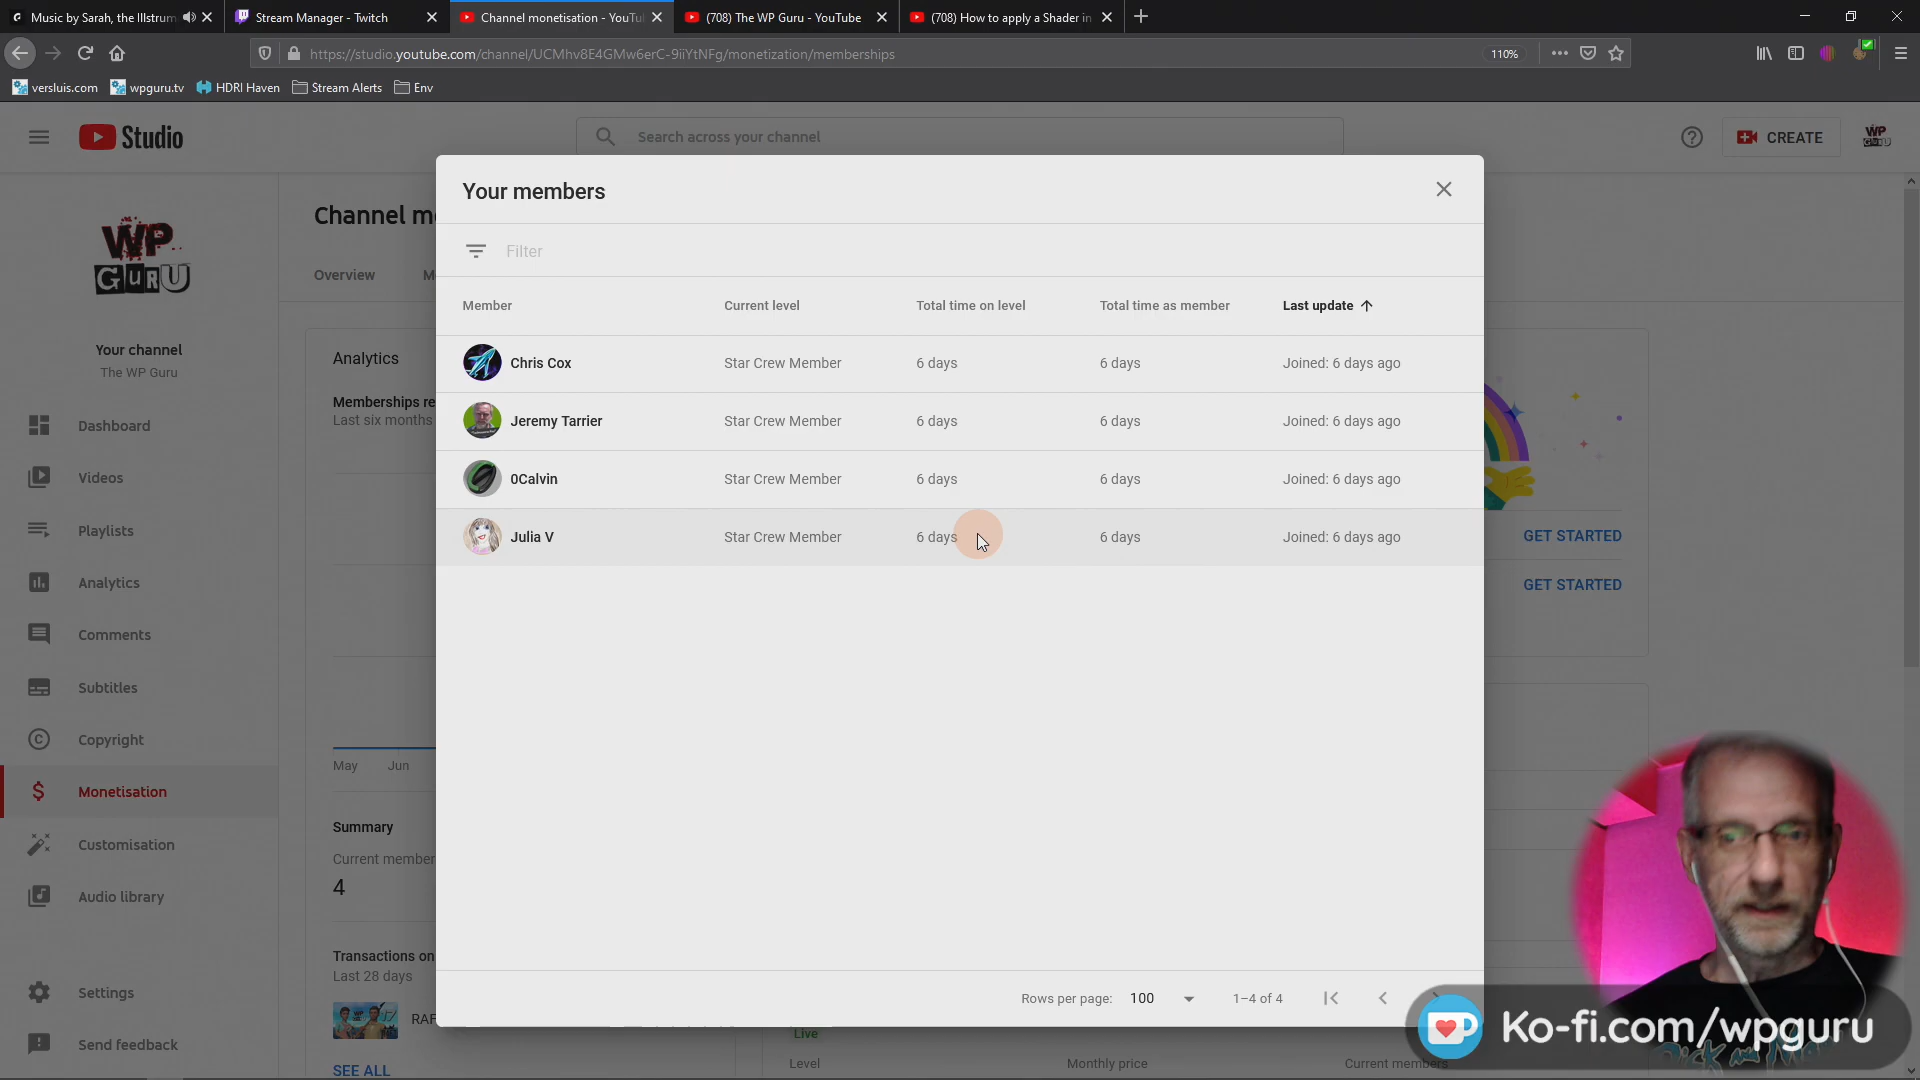 Music by Sarah, the Illstrum
Stream Manager - Twitch
Channel monetisation - YouTu
(708) The WP Guru - YouTube
(708) How to apply a Shader in
https://studio.youtube.com/channel/UCMhv8E4GMw6erC-9iiYtNFg/monetization/memberships
110%
versluis.com
wpguru.tv
HDRI Haven
Stream Alerts
Env
Studio
Search across your channel
CREATE
WP
GURU
Your members
Channel m
WP
GURU
Filter
Overview
M
Member
Current level
Total time on level
Total time as member
Last update
Your channel
The WP Guru
Analytics
Chris Cox
Star Crew Member
6 days
6 days
Joined: 6 days ago
Memberships re
Last six months
Jeremy Tarrier
Star Crew Member
6 days
6 days
Joined: 6 days ago
Dashboard
Videos
0Calvin
Star Crew Member
6 days
6 days
Joined: 6 days ago
Playlists
Julia V
Star Crew Member
6 days
6 days
Joined: 6 days ago
GET STARTED
Analytics
GET STARTED
Comments
Subtitles
Copyright
May
Jun
Monetisation
Summary
Customisation
Current member
4
Audio library
Transactions on
Last 28 days
Settings
RAF
Rows per page:
100
1–4 of 4
Live
Ko-fi.com/wpguru
Send feedback
SEE ALL
Level
Monthly price
Current members